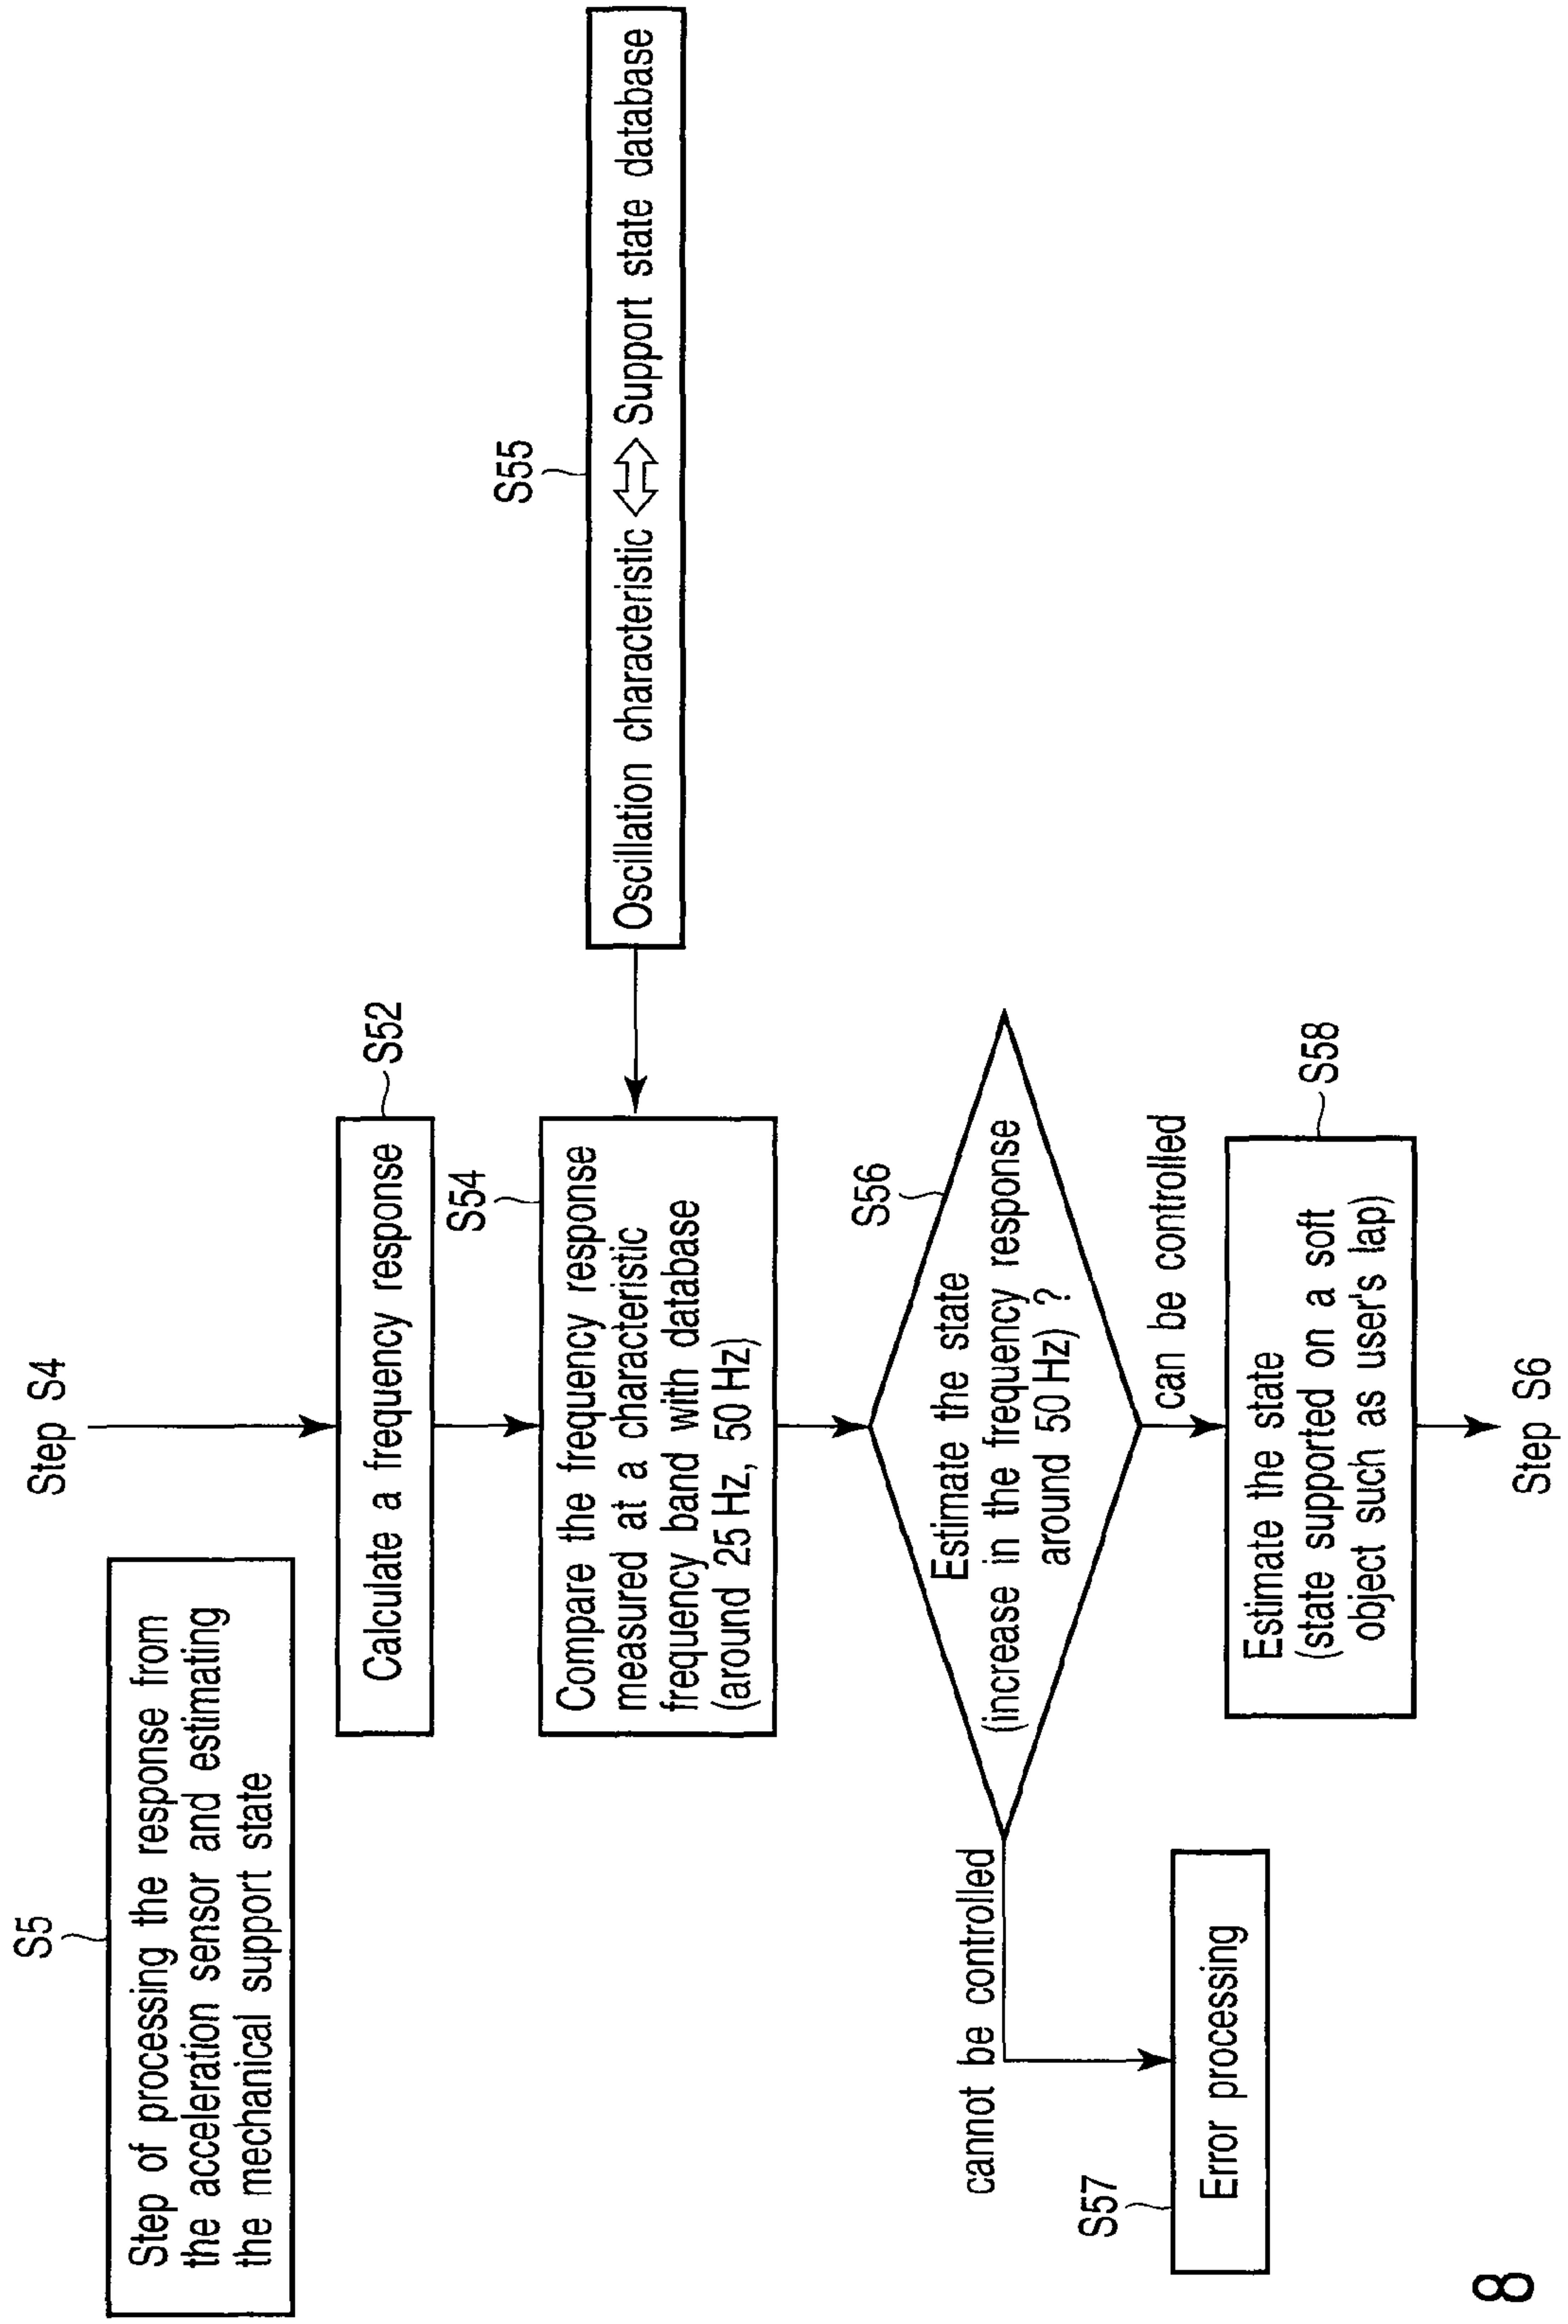 S5
Step of processing the response from
the acceleration sensor and estimating
the mechanical support state
Step S4
S52
Calculate a frequency response
S54
Compare the frequency response
measured at a characteristic
frequency band with database
(around 25 Hz, 50 Hz)
S55
Oscillation characteristic ⇔ Support state database
S56
Estimate the state
(increase in the frequency response
around 50 Hz) ?
cannot be controlled
can be controlled
S57
Error processing
S58
Estimate the state
(state supported on a soft
object such as user's lap)
Step S6
8